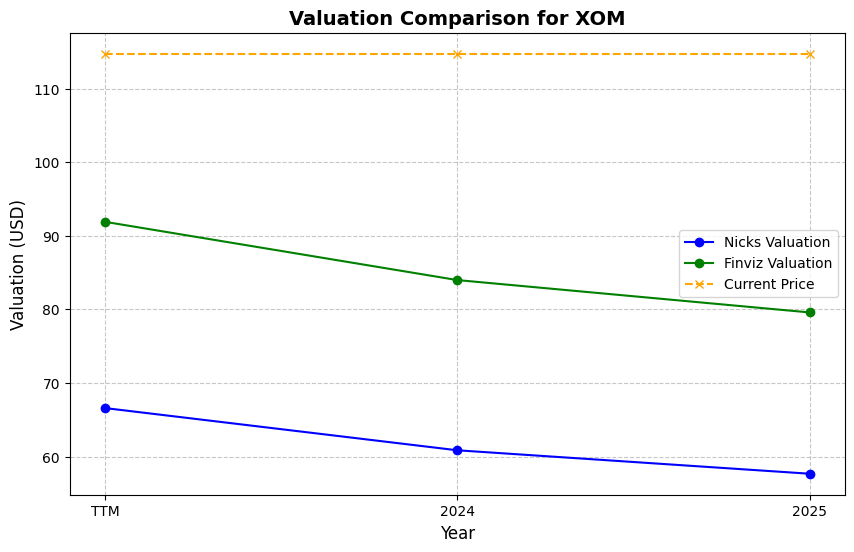 Valuation Comparison for XOM
Valuation (USD)
110
100
90
80
70
60
Nicks Valuation
Finviz Valuation
Current Price
TTM
2024
2025
Year